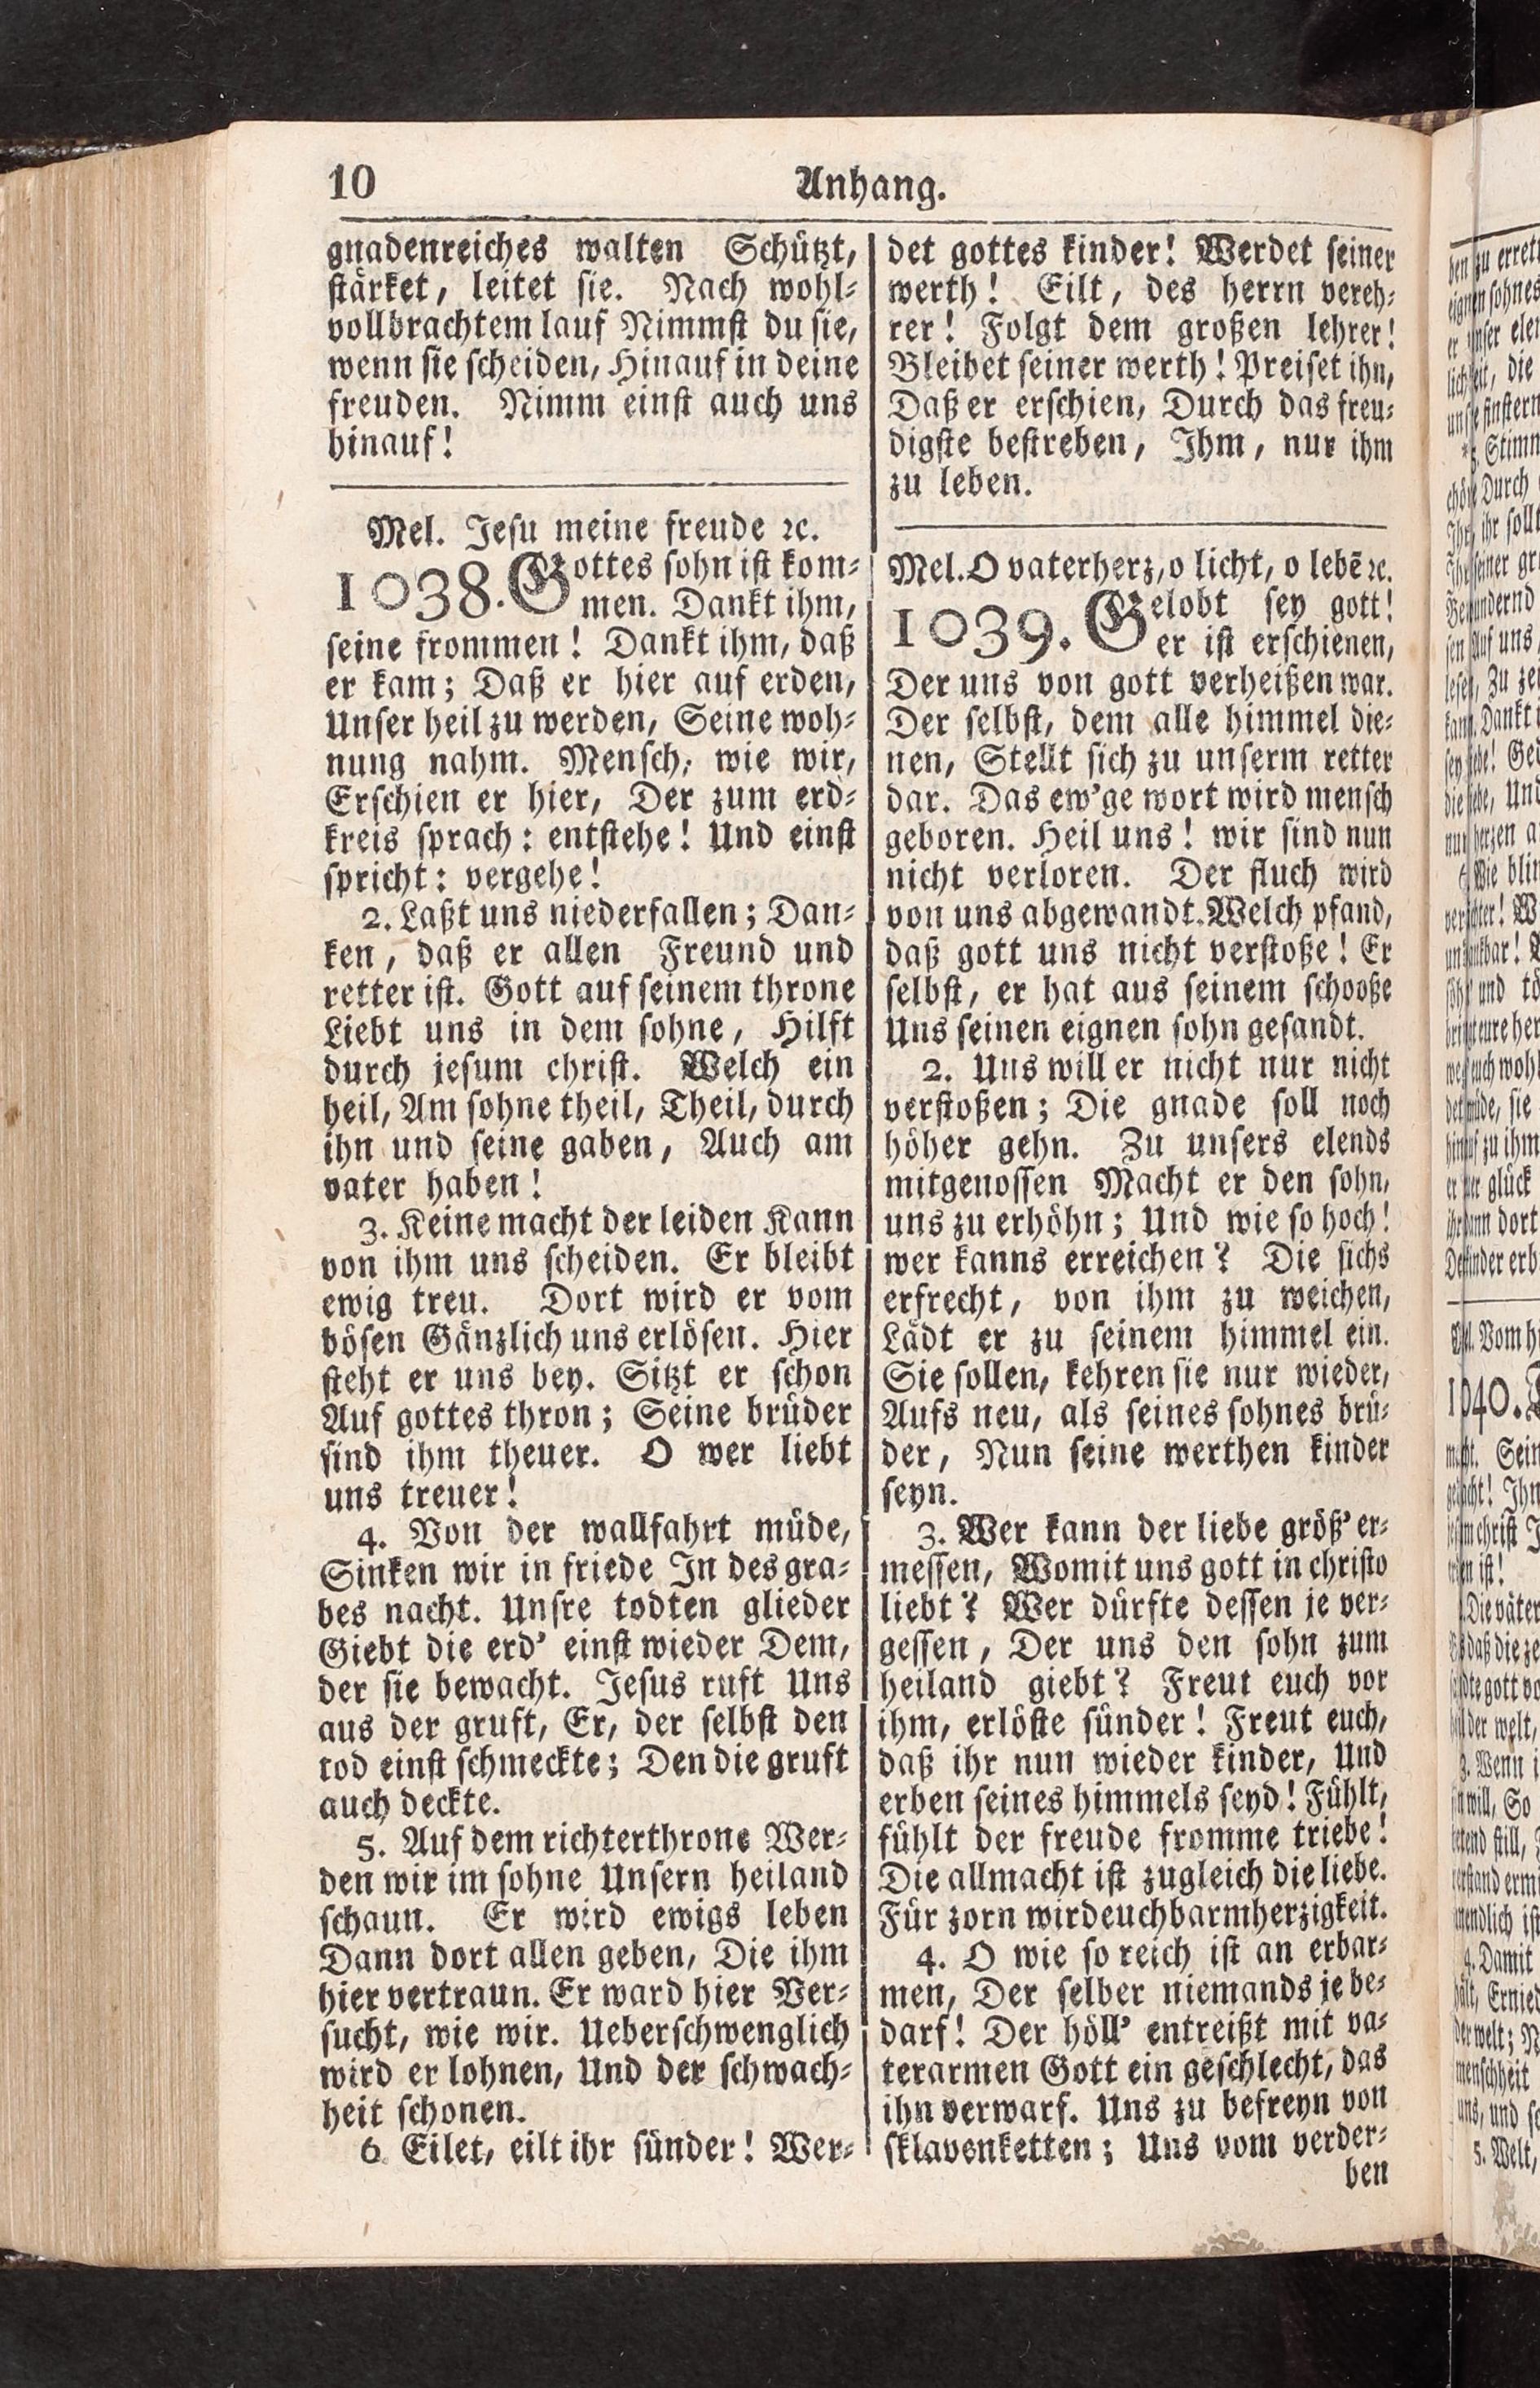 10
Anhang.
gnadenreiches walten Schützt,
stärket, leitet sie. Nach wohl-
vollbrachtem lauf Nimmst du sie,
wenn sie scheiden, Hinauf in deine
freuden. Nimm einst auch uns
hinauf!
Mel. Jesu meine freude ꝛc.
1038. Gottes sohn ist kom-
men. Dankt ihm,
seine frommen! Dankt ihm, daß
er kam; Daß er hier auf erden,
Unser heil zu werden, Seine woh-
nung nahm. Mensch, wie wir,
Erschien er hier, Der zum erd-
kreis sprach: entstehe! Und einst
spricht: vergehe!
2. Laßt uns niederfallen; Dan-
ken, daß er allen Freund und
retter ist. Gott auf seinem throne
Liebt uns in dem sohne, Hilft
durch jesum christ. Welch ein
heil, Am sohne theil, Theil, durch
ihn und seine gaben, Auch am
vater haben!
3. Keine macht der leiden Kann
von ihm uns scheiden. Er bleibt
ewig treu. Dort wird er vom
bösen Gänzlich uns erlösen. Hier
steht er uns bey. Sitzt er schon
Auf gottes thron; Seine brüder
sind ihm theuer. O wer liebt
uns treuer!
4. Von der wallfahrt müde,
Sinken wir in friede In des gra-
bes nacht. Unsre todten glieder
Giebt die erd' einst wieder Dem,
der sie bewacht. Jesus ruft Uns
aus der gruft, Er, der selbst den
tod einst schmeckte; Den die gruft
auch deckte.
5. Auf dem richterthrone Wer-
den wir im sohne Unsern heiland
schaun. Er wird ewigs leben
Dann dort allen geben, Die ihm
hier vertraun. Er ward hier Ver-
sucht, wie wir. Ueberschwenglich
wird er lohnen, Und der schwach-
heit schonen.
6. Eilet, eilt ihr sünder! Wer-
det gottes kinder! Werdet seiner
werth! Eilt, des herrn vereh-
rer! Folgt dem großen lehrer!
Bleibet seiner werth! Preiset ihn,
Daß er erschien, Durch das freu-
digste bestreben, Ihm, nur ihm
zu leben.
Mel. O vaterherz, o licht, o lebē ꝛc.
1039. Gelobt sey gott!
er ist erschienen,
Der uns von gott verheißen war.
Der selbst, dem alle himmel die-
nen, Stellt sich zu unserm retter
dar. Das ew'ge wort wird mensch
geboren. Heil uns! wir sind nun
nicht verloren. Der fluch wird
von uns abgewandt. Welch pfand,
daß gott uns nicht verstoße! Er
selbst, er hat aus seinem schooße
Uns seinen eignen sohn gesandt.
2. Uns will er nicht nur nicht
verstoßen; Die gnade soll noch
höher gehn. Zu unsers elends
mitgenossen Macht er den sohn,
uns zu erhöhn; Und wie so hoch!
wer kanns erreichen? Die sichs
erfrecht, von ihm zu weichen,
Lädt er zu seinem himmel ein.
Sie sollen, kehren sie nur wieder,
Aufs neu, als seines sohnes brü-
der, Nun seine werthen kinder
seyn.
3. Wer kann der liebe größ' er-
messen, Womit uns gott in christo
liebt? Wer dürfte dessen je ver-
gessen, Der uns den sohn zum
heiland giebt? Freut euch vor
ihm, erlöste sünder! Freut euch,
daß ihr nun wieder kinder, Und
erben seines himmels seyd! Fühlt,
fühlt der freude fromme triebe!
Die allmacht ist zugleich die liebe.
Für zorn wird euch barmherzigkeit.
4. O wie so reich ist an erbar-
men, Der selber niemands je be-
darf! Der höll' entreißt mit va-
terarmen Gott ein geschlecht, das
ihn verwarf. Uns zu befreyn von
sklavenketten; Uns vom verder-
ben